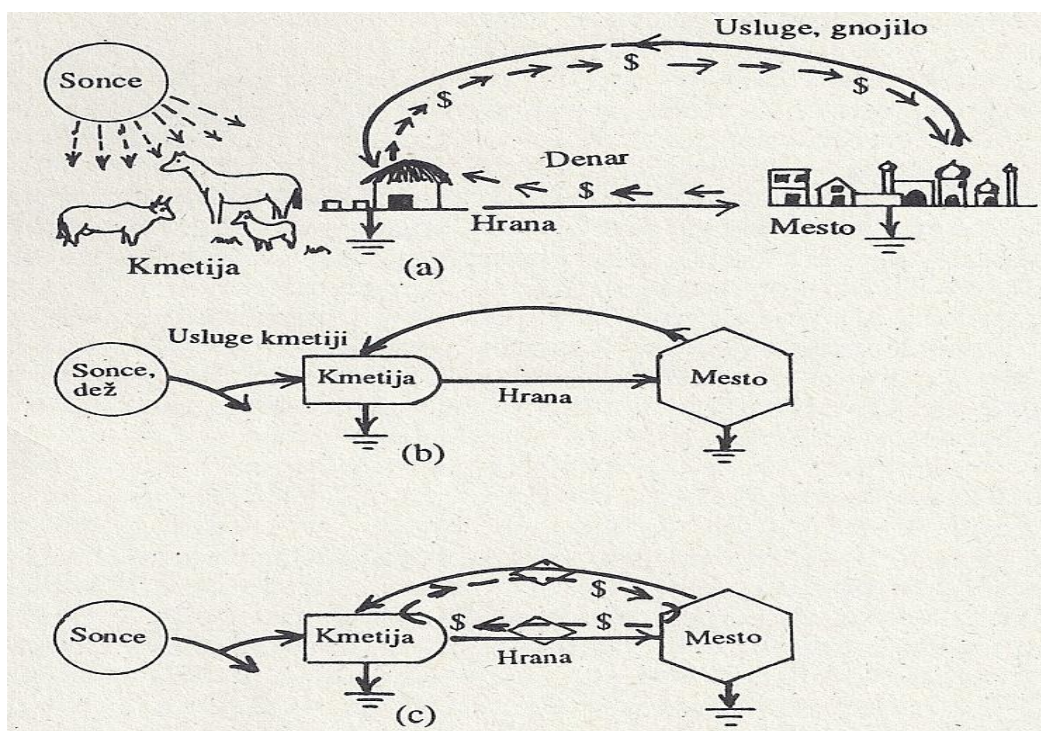 Usluge, gnojilo
Sonce
$
$
$
Denar
$
Hrana
Mesto
Kmetija
(a)
Usluge kmetiji
Sonce,
dež
Kmetija
Hrana
Mesto
(b)
$
Sonce
Kmetija
$
$
Mesto
Hrana
(c)